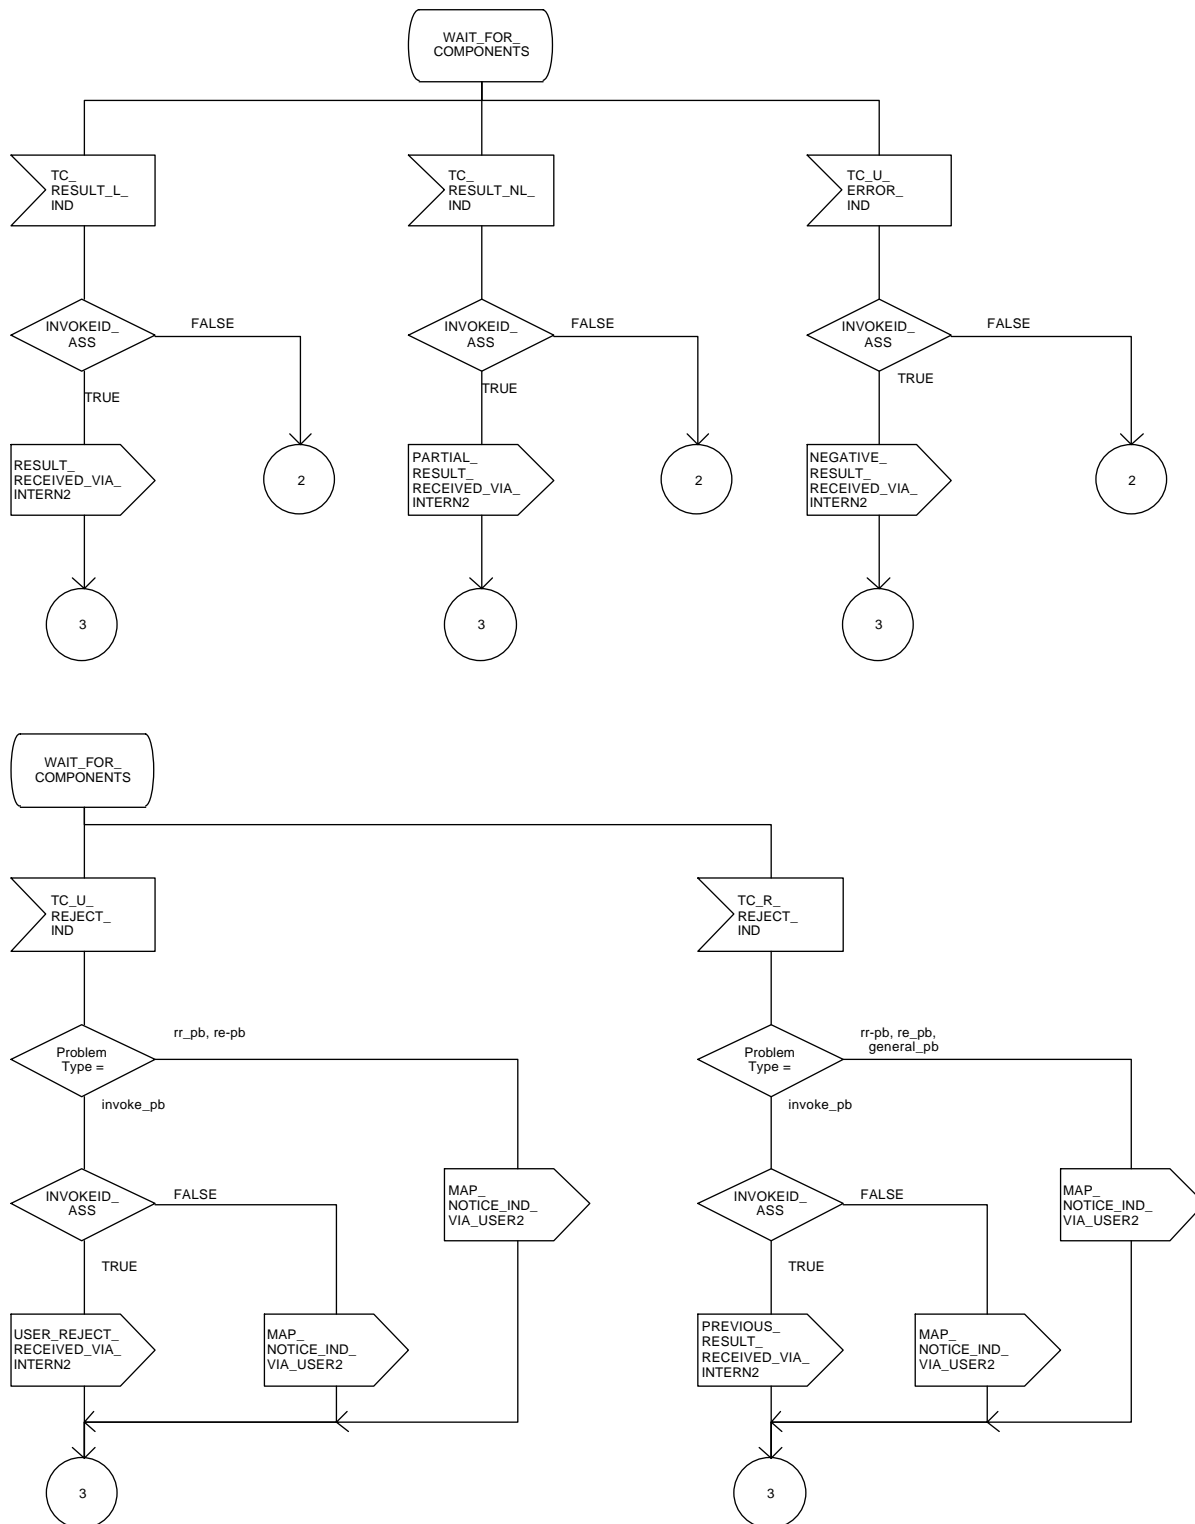 WAIT_FOR_
COMPONENTS
TC_
RESULT_L_
IND
TC_
RESULT_NL_
IND
TC_U_
ERROR_
IND
INVOKEID_
ASS
FALSE
INVOKEID_
ASS
FALSE
INVOKEID_
ASS
FALSE
TRUE
TRUE
TRUE
RESULT_
RECEIVED_VIA_
INTERN2
2
PARTIAL_
RESULT_
RECEIVED_VIA_
INTERN2
2
NEGATIVE_
RESULT_
RECEIVED_VIA_
INTERN2
2
3
3
3
WAIT_FOR_
COMPONENTS
TC_U_
REJECT_
IND
TC_R_
REJECT_
IND
Problem
Type =
rr_pb, re-pb
Problem
Type =
rr-pb, re_pb,
general_pb
invoke_pb
invoke_pb
INVOKEID_
ASS
FALSE
MAP_
NOTICE_IND_
VIA_USER2
INVOKEID_
ASS
FALSE
MAP_
NOTICE_IND_
VIA_USER2
TRUE
TRUE
USER_REJECT_
RECEIVED_VIA_
INTERN2
MAP_
NOTICE_IND_
VIA_USER2
PREVIOUS_
RESULT_
RECEIVED_VIA_
INTERN2
MAP_
NOTICE_IND_
VIA_USER2
3
3